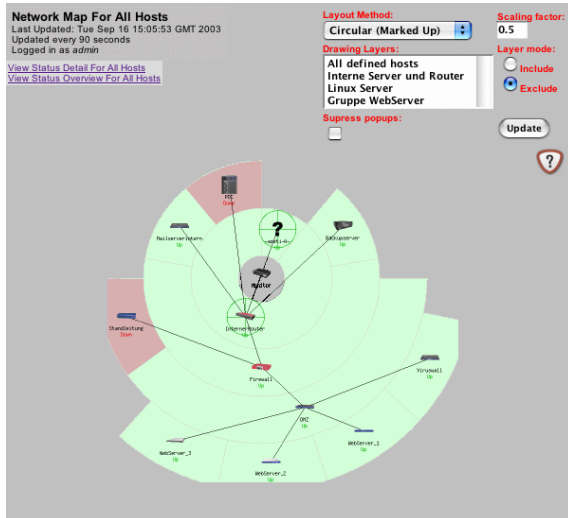 Network Map For All Hosts
Last Updated: Tue Sep 16 15:05:53 GMT 2003
Updated every 90 seconds
Logged in as admin
View Status Detail For All Hosts
View Status Overview For All Hosts
Layout Method:
Circular (Marked Up)
Scaling factor:
0.5
Drawing Layers:
All defined hosts
Interne Server und Router
Linux Server
Gruppe WebServer
Layer mode:
Include
Exclude
Supress popups:
Update
?
Down
?
Up
Mailserverintern
Up
Backupserver
Up
Monitor
InternerRouter
Up
Standleitung
Down
Firewall
Up
Viruswall
Up
DMZ
Up
WebServer_3
Up
WebServer_1
Up
WebServer_2
Up